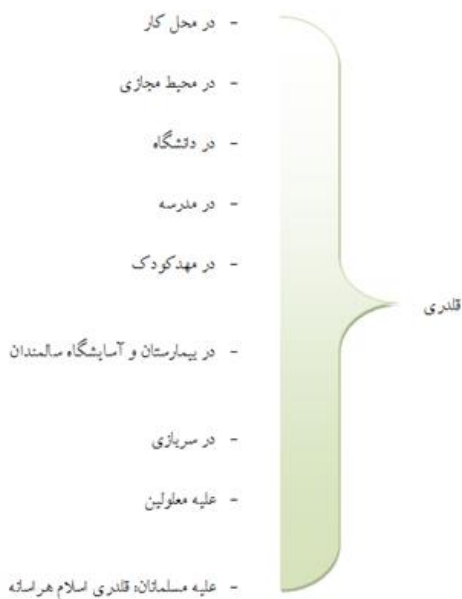 قلدری
- در محل کار
- در محیط مجازی
- در دانشگاه
- در مدرسه
- در مهدکودک
- در بیمارستان و آسایشگاه سالمندان
- در سربازی
- علیه معلولین
- علیه مسلمانان؛ قلدری اسلام هراسانه